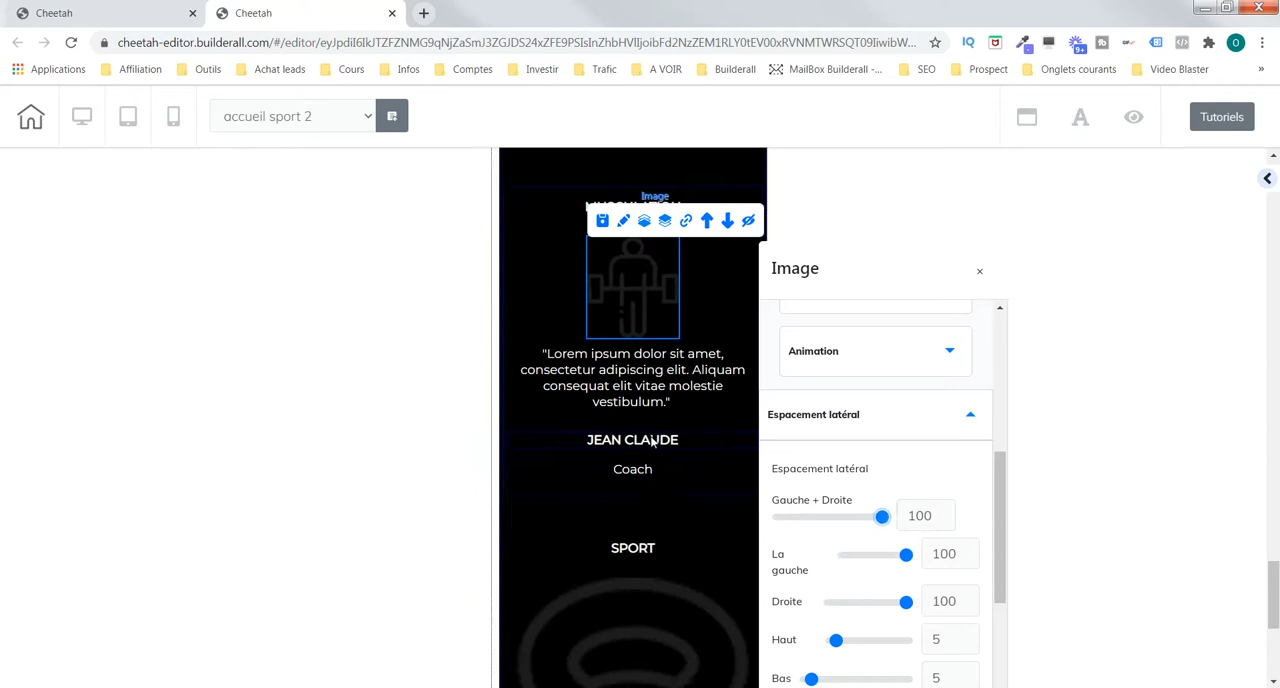 Cheetah
Cheetah
cheetah-editor.builderall.com/#/editor/
Applications Affiliation Outils Achat leads Cours Infos Comptes Investir Trafic A VOIR Builderall MailBox Builderall -... SEO Prospect Onglets courants Video Blaster »
accueil sport 2
Tutoriels
Image
Image
Animation
"Lorem ipsum dolor sit amet,
consectetur adipiscing elit. Aliquam
consequat elit vitae molestie
vestibulum."
JEAN CLAUDE
Coach
SPORT
Espacement latéral
Espacement latéral
Gauche + Droite 100
La gauche 100
Droite 100
Haut 5
Bas 5